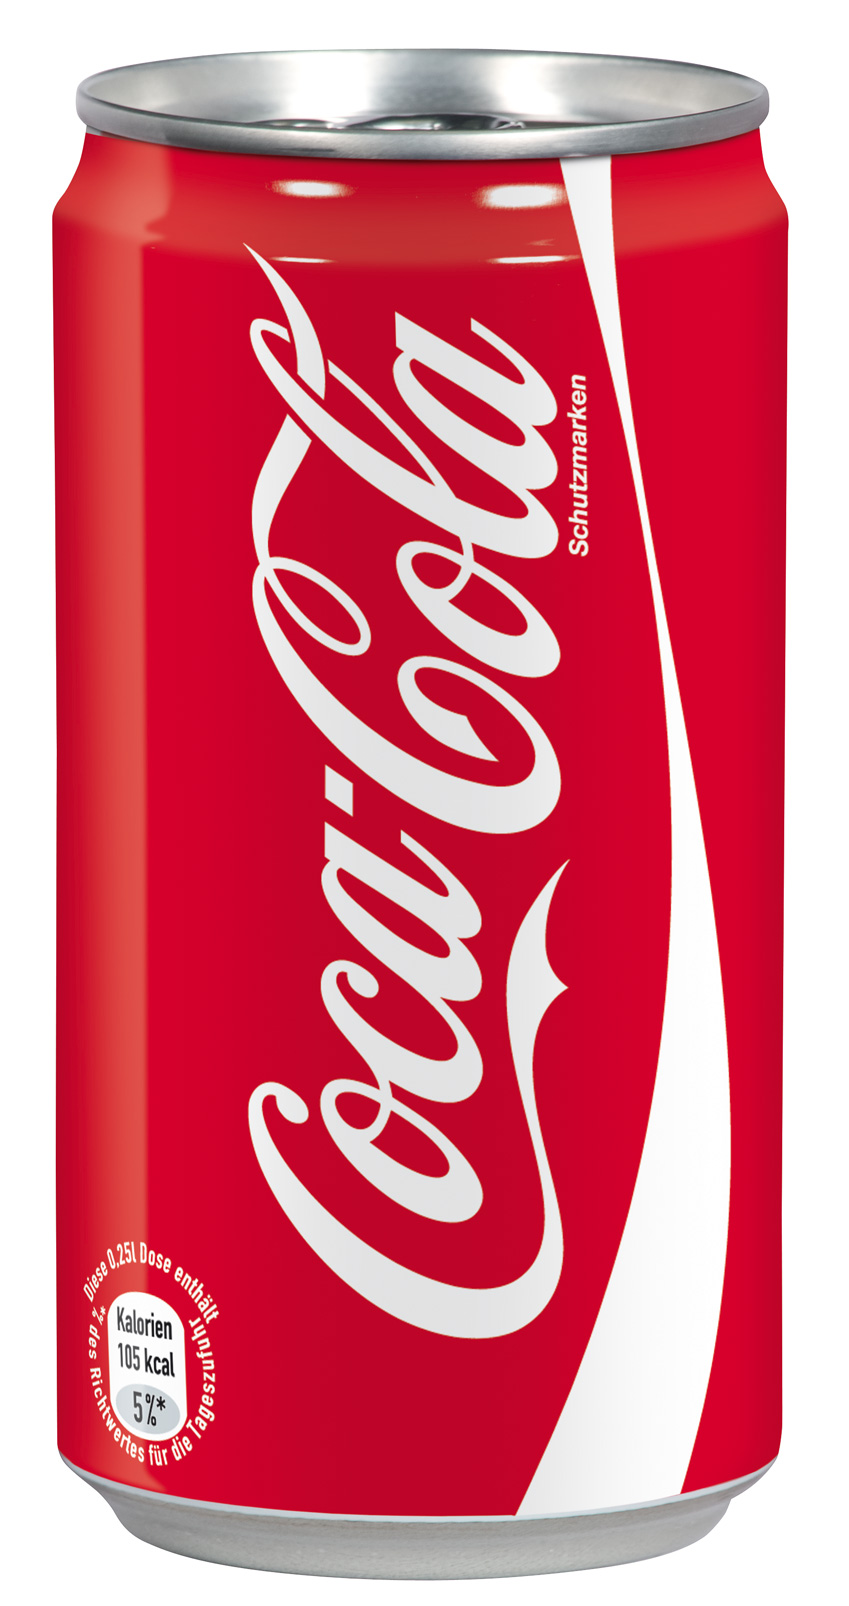 Coca-Cola
Schutzmarken
Diese 0,25l Dose enthält
Kalorien
105 kcal
5%*
%* des Richtwertes für die Tageszufuhr